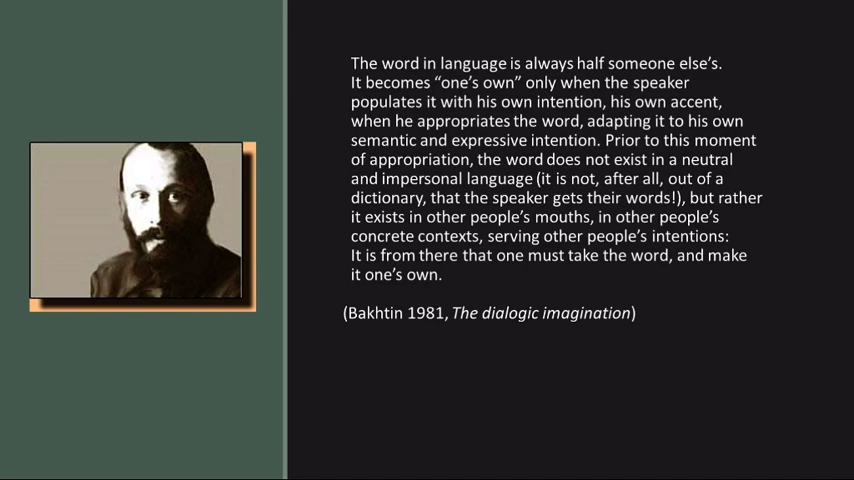 The word in language is always half someone else’s.
It becomes “one’s own” only when the speaker
populates it with his own intention, his own accent,
when he appropriates the word, adapting it to his own
semantic and expressive intention. Prior to this moment
of appropriation, the word does not exist in a neutral
and impersonal language (it is not, after all, out of a
dictionary, that the speaker gets their words!), but rather
it exists in other people’s mouths, in other people’s
concrete contexts, serving other people’s intentions:
It is from there that one must take the word, and make
it one’s own.
(Bakhtin 1981, The dialogic imagination)